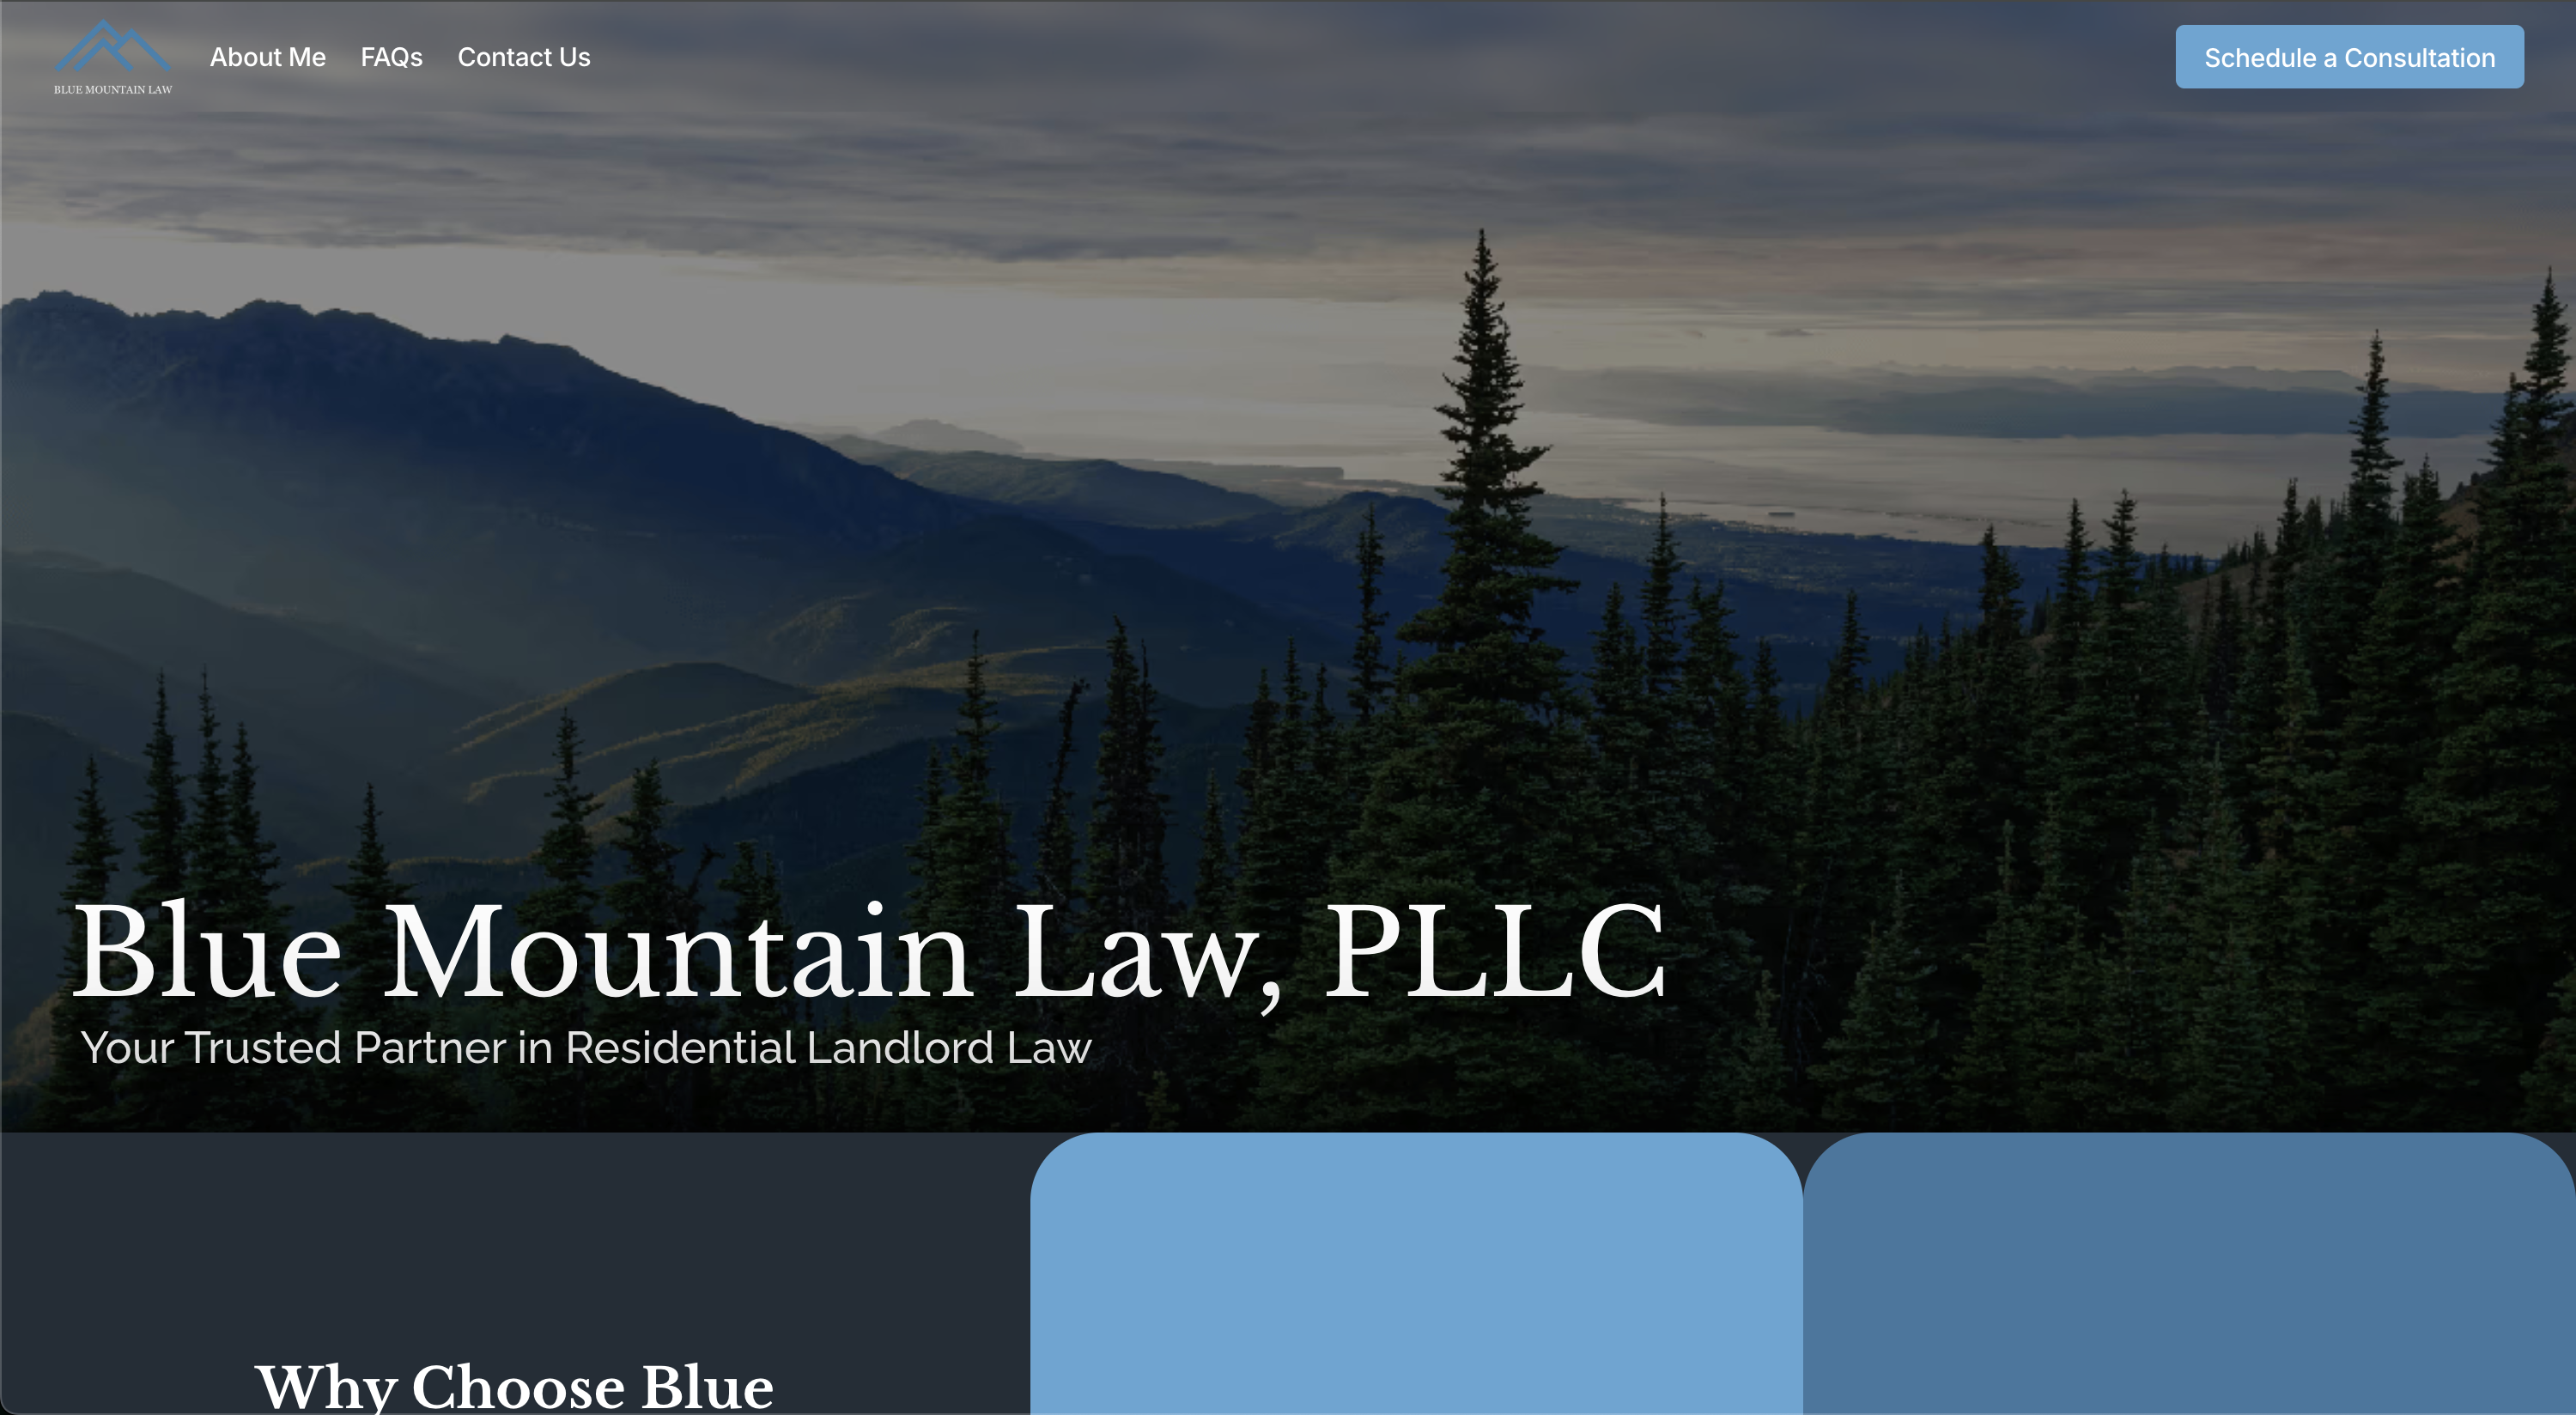 About Me
FAQs
Contact Us
Schedule a Consultation
BLUE MOUNTAIN LAW
Blue Mountain Law, PLLC
Your Trusted Partner in Residential Landlord Law
Why Choose Blue